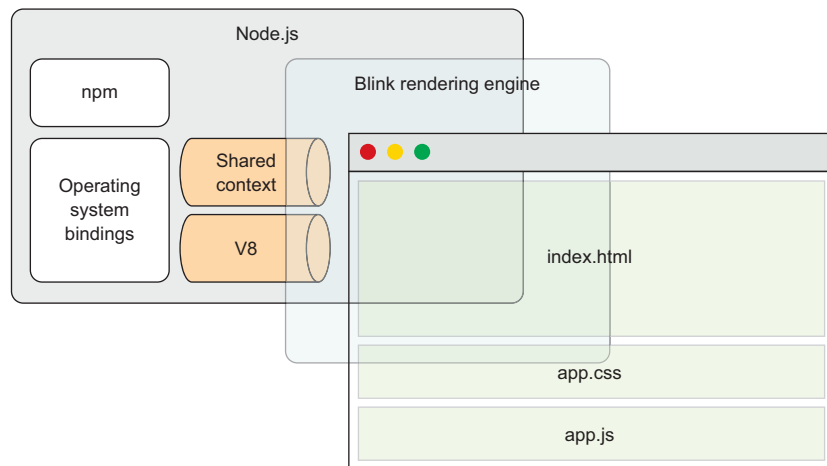 Node.js
npm
Blink rendering engine
Shared
context
Operating
system
bindings
V8
index.html
app.css
app.js